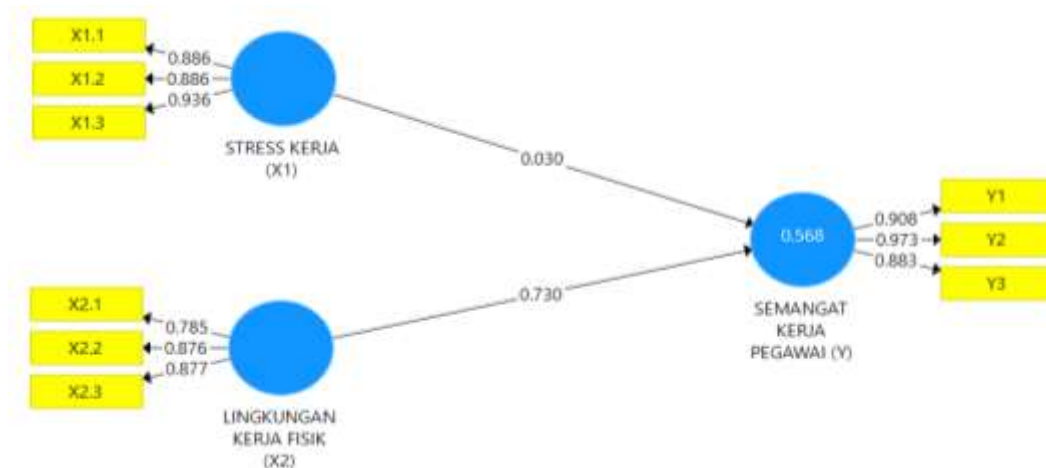 X1.1
X1.2
X1.3
0.886
0.886
0.936
STRESS KERJA
(X1)
0.030
X2.1
X2.2
X2.3
0.785
0.876
0.877
LINGKUNGAN
KERJA FISIK
(X2)
0.730
0.568
SEMANGAT
KERJA
PEGAWAI (Y)
0.908
0.973
0.883
Y1
Y2
Y3